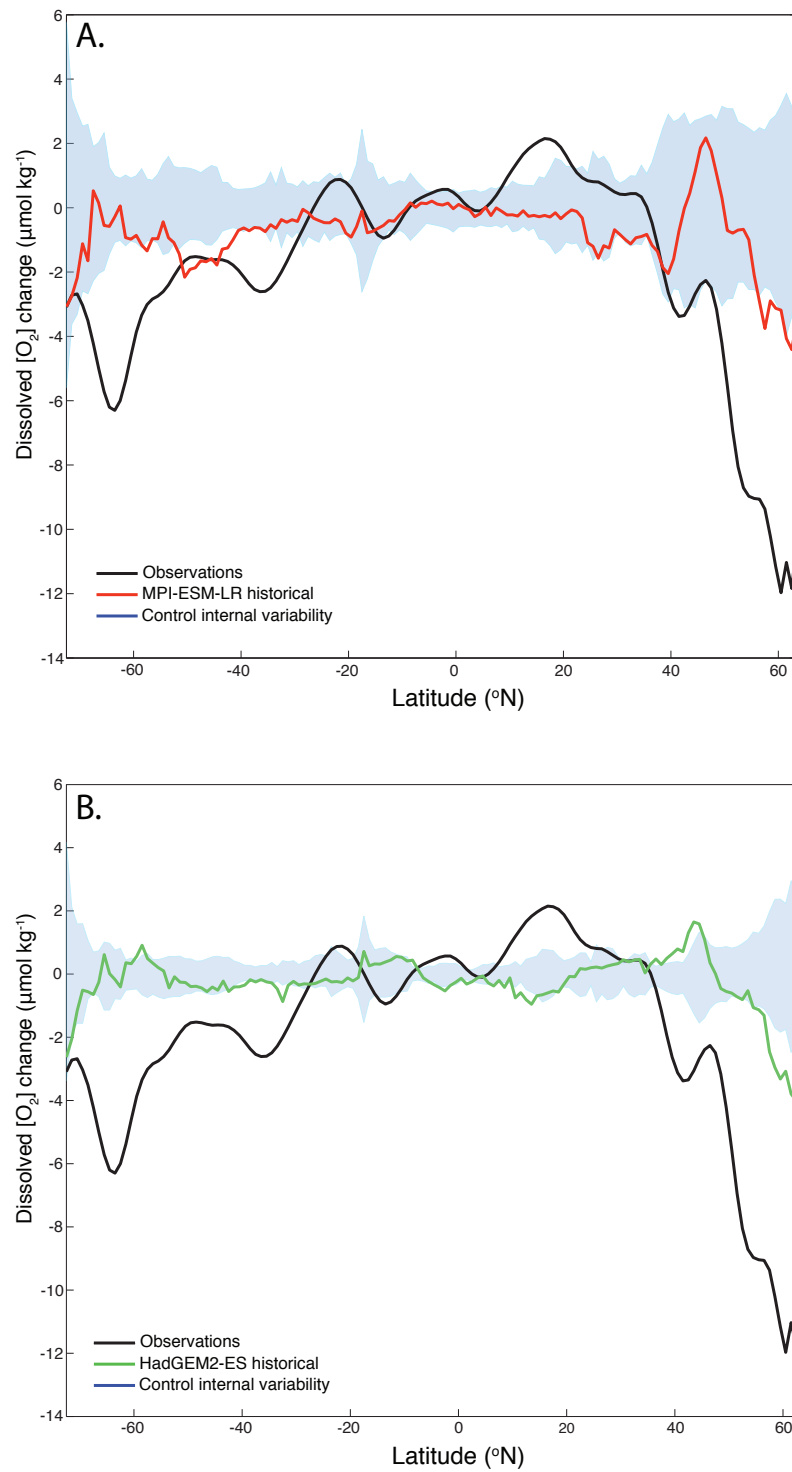 A.
6
4
2
0
-2
-4
-6
-8
-10
-12
-14
Dissolved [O₂] change (μmol kg⁻¹)
Observations
MPI-ESM-LR historical
Control internal variability
-60 -40 -20 0 20 40 60
Latitude (°N)
B.
6
4
2
0
-2
-4
-6
-8
-10
-12
-14
Dissolved [O₂] change (μmol kg⁻¹)
Observations
HadGEM2-ES historical
Control internal variability
-60 -40 -20 0 20 40 60
Latitude (°N)